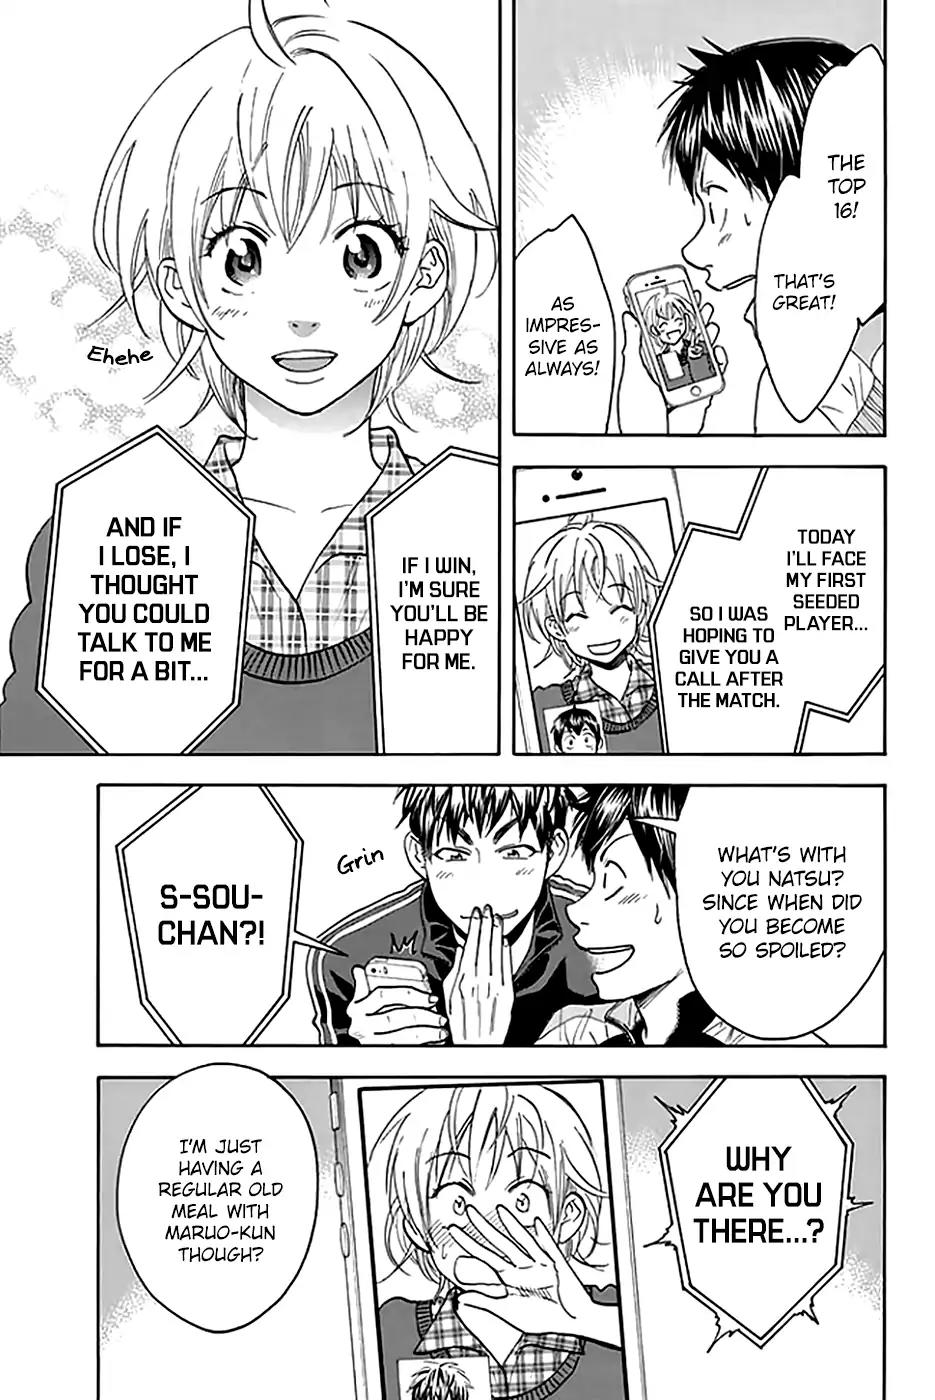 THE
TOP
16!
THAT'S
GREAT!
AS
IMPRES-
SIVE AS
ALWAYS!
TODAY
I'LL FACE
MY FIRST
SEEDED
PLAYER...
SO I WAS
HOPING TO
GIVE YOU A
CALL AFTER
THE MATCH.
Ehehe
IF I WIN,
I'M SURE
YOU'LL BE
HAPPY
FOR ME.
AND IF
I LOSE, I
THOUGHT
YOU COULD
TALK TO ME
FOR A BIT...
WHAT'S WITH
YOU NATSU?
SINCE WHEN DID
YOU BECOME
SO SPOILED?
Grin
S-SOU-
CHAN?!
WHY
ARE YOU
THERE...?
I'M JUST
HAVING A
REGULAR OLD
MEAL WITH
MARUO-KUN
THOUGH?